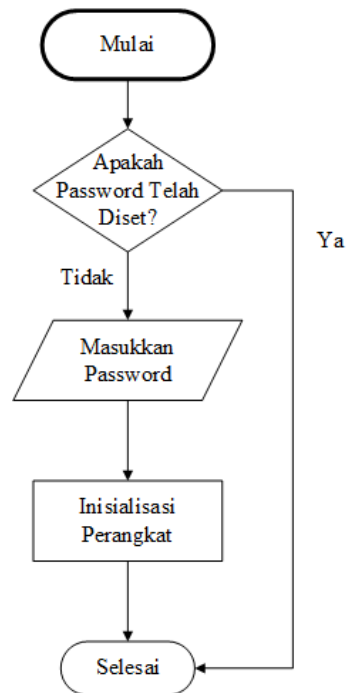 Mulai
Apakah
Password Telah
Diset?
Ya
Tidak
Masukkan
Password
Inisialisasi
Perangkat
Selesai